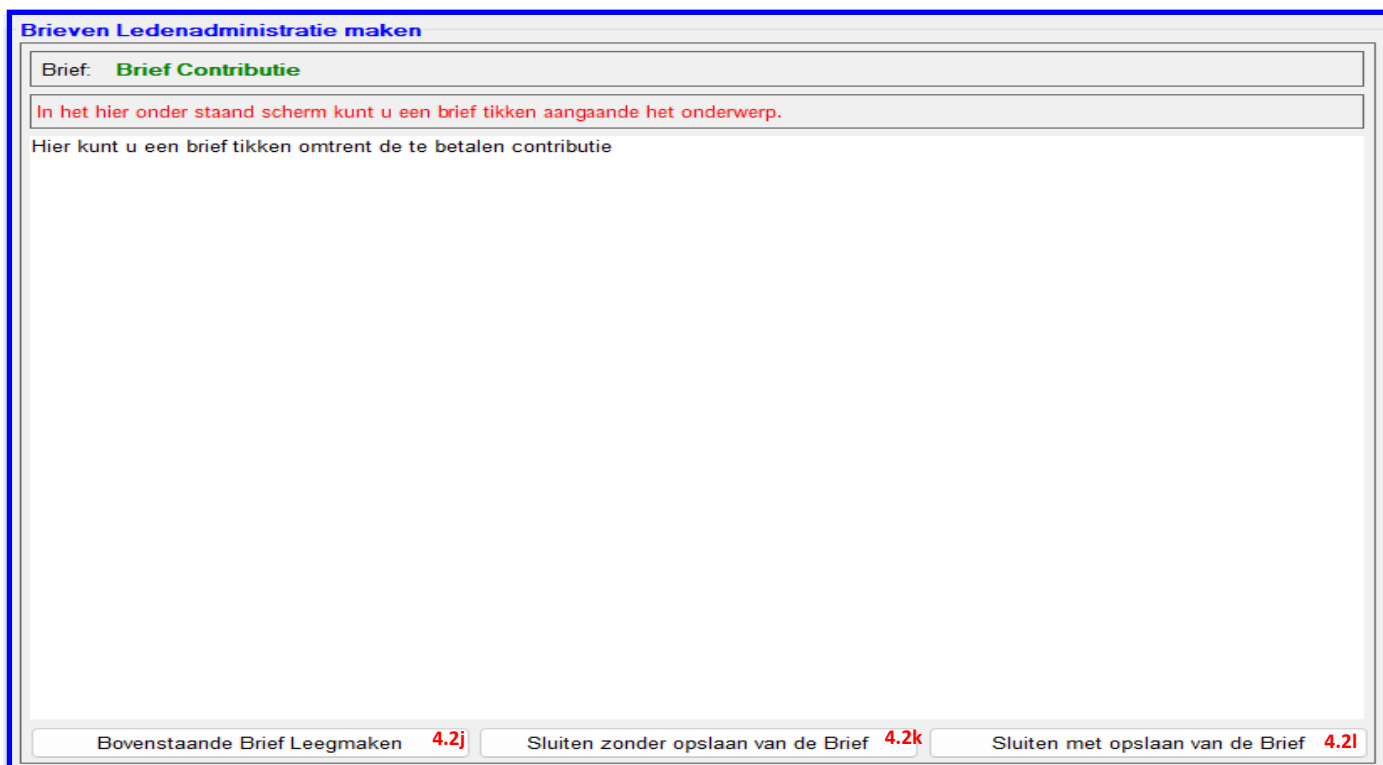 Brieven Ledenadministratie maken
Brief: Brief Contributie
In het hier onder staand scherm kunt u een brief tikken aangaande het onderwerp.
Hier kunt u een brief tikken omtrent de te betalen contributie
Bovenstaande Brief Leegmaken 4.2j Sluiten zonder opslaan van de Brief 4.2k Sluiten met opslaan van de Brief 4.2l